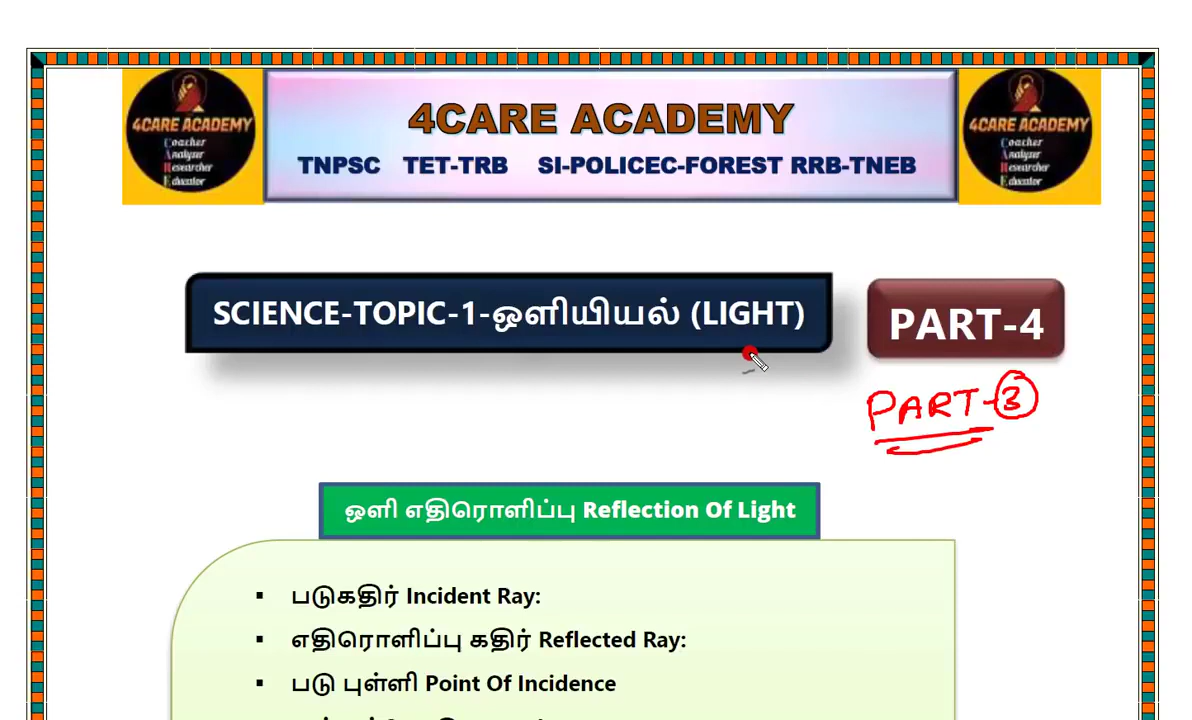 4CARE ACADEMY
Coacher
Analyzer
Researcher
Educator
4CARE ACADEMY
TNPSC TET-TRB SI-POLICEC-FOREST RRB-TNEB
4CARE ACADEMY
Coacher
Analyzer
Researcher
Educator
SCIENCE-TOPIC-1-ஒளியியல் (LIGHT)
PART-4
PART-3
ஒளி எதிரொளிப்பு Reflection Of Light
▪ படுகதிர் Incident Ray:
▪ எதிரொளிப்பு கதிர் Reflected Ray:
▪ படு புள்ளி Point Of Incidence